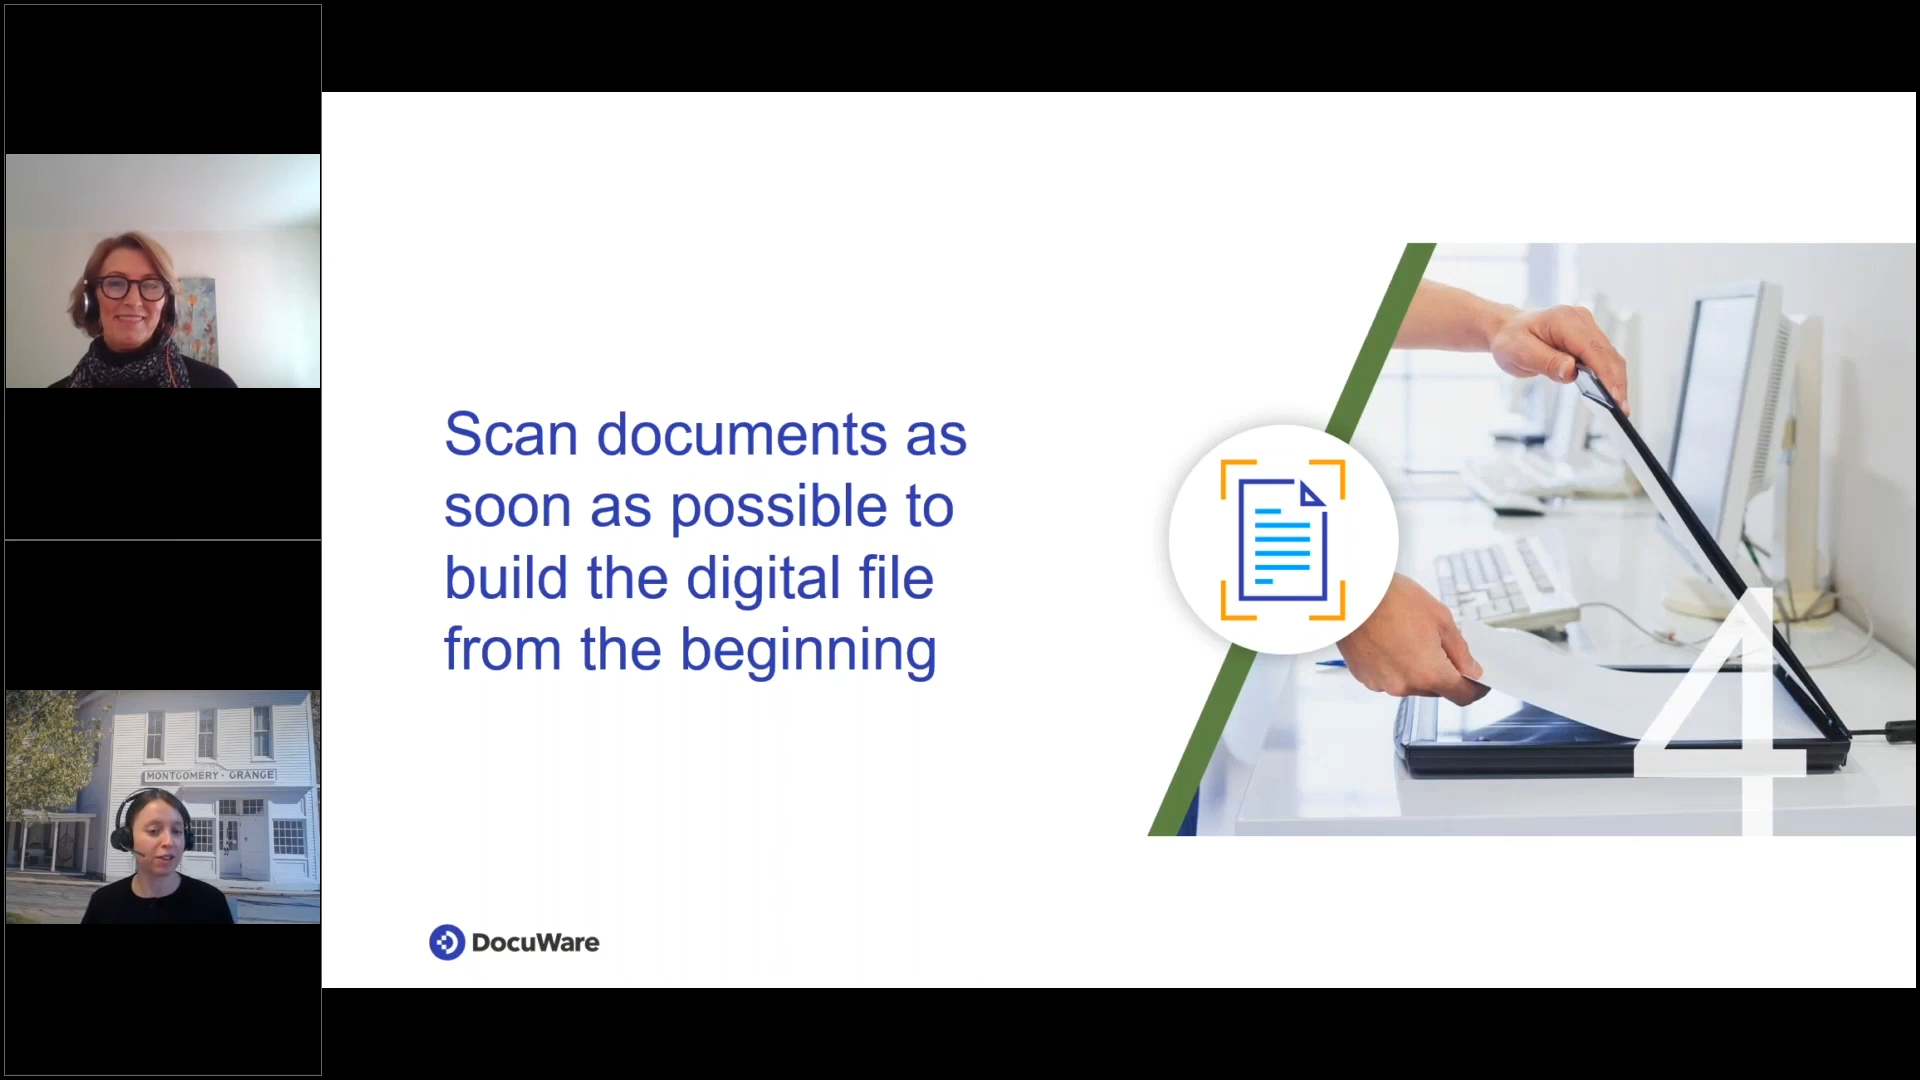 Scan documents as
soon as possible to
build the digital file
from the beginning
4
DocuWare
MONTGOMERY · GRANGE